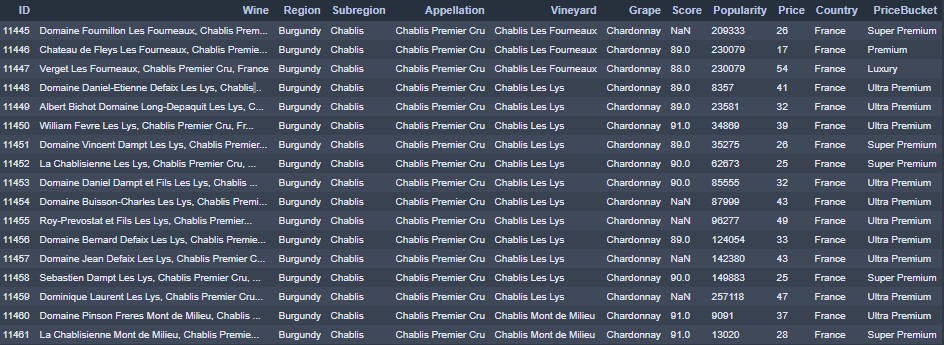 ID Wine Region Subregion Appellation Vineyard Grape Score Popularity Price Country PriceBucket
11445 Domaine Fournillon Les Fourneaux, Chablis Prem... Burgundy Chablis Chablis Premier Cru Chablis Les Fourneaux Chardonnay NaN 209333 26 France Super Premium
11446 Chateau de Fleys Les Fourneaux, Chablis Premie... Burgundy Chablis Chablis Premier Cru Chablis Les Fourneaux Chardonnay 89.0 230079 17 France Premium
11447 Verget Les Fourneaux, Chablis Premier Cru, France Burgundy Chablis Chablis Premier Cru Chablis Les Fourneaux Chardonnay 88.0 230079 54 France Luxury
11448 Domaine Daniel-Etienne Defaix Les Lys, Chablis... Burgundy Chablis Chablis Premier Cru Chablis Les Lys Chardonnay 89.0 8357 41 France Ultra Premium
11449 Albert Bichot Domaine Long-Depaquit Les Lys, C... Burgundy Chablis Chablis Premier Cru Chablis Les Lys Chardonnay 89.0 23581 32 France Ultra Premium
11450 William Fevre Les Lys, Chablis Premier Cru, Fr... Burgundy Chablis Chablis Premier Cru Chablis Les Lys Chardonnay 91.0 34869 39 France Ultra Premium
11451 Domaine Vincent Dampt Les Lys, Chablis Premier... Burgundy Chablis Chablis Premier Cru Chablis Les Lys Chardonnay 89.0 35275 26 France Super Premium
11452 La Chablisienne Les Lys, Chablis Premier Cru, ... Burgundy Chablis Chablis Premier Cru Chablis Les Lys Chardonnay 90.0 62673 25 France Super Premium
11453 Domaine Daniel Dampt et Fils Les Lys, Chablis ... Burgundy Chablis Chablis Premier Cru Chablis Les Lys Chardonnay 90.0 85555 32 France Ultra Premium
11454 Domaine Buisson-Charles Les Lys, Chablis Premi... Burgundy Chablis Chablis Premier Cru Chablis Les Lys Chardonnay NaN 87999 43 France Ultra Premium
11455 Roy-Prevostat et Fils Les Lys, Chablis Premier... Burgundy Chablis Chablis Premier Cru Chablis Les Lys Chardonnay NaN 96277 49 France Ultra Premium
11456 Domaine Bernard Defaix Les Lys, Chablis Premie... Burgundy Chablis Chablis Premier Cru Chablis Les Lys Chardonnay 89.0 124054 33 France Ultra Premium
11457 Domaine Jean Defaix Les Lys, Chablis Premier C... Burgundy Chablis Chablis Premier Cru Chablis Les Lys Chardonnay NaN 142380 43 France Ultra Premium
11458 Sebastien Dampt Les Lys, Chablis Premier Cru, ... Burgundy Chablis Chablis Premier Cru Chablis Les Lys Chardonnay 90.0 149883 25 France Super Premium
11459 Dominique Laurent Les Lys, Chablis Premier Cru... Burgundy Chablis Chablis Premier Cru Chablis Les Lys Chardonnay NaN 257118 47 France Ultra Premium
11460 Domaine Pinson Freres Mont de Milieu, Chablis ... Burgundy Chablis Chablis Premier Cru Chablis Mont de Milieu Chardonnay 91.0 9091 37 France Ultra Premium
11461 La Chablisienne Mont de Milieu, Chablis Premie... Burgundy Chablis Chablis Premier Cru Chablis Mont de Milieu Chardonnay 91.0 13020 28 France Super Premium